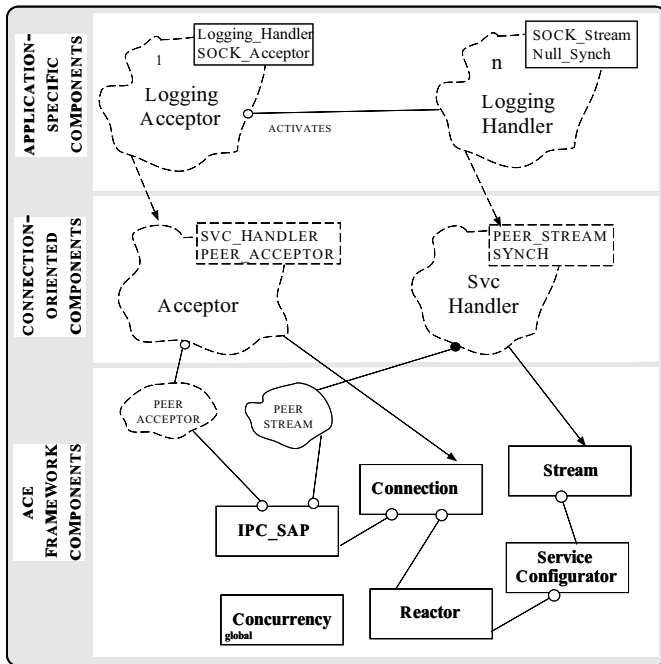 APPLICATION-
SPECIFIC
COMPONENTS
1
Logging_Handler
SOCK_Acceptor
Logging
Acceptor
ACTIVATES
n
SOCK_Stream
Null_Synch
Logging
Handler
CONNECTION-
ORIENTED
COMPONENTS
SVC_HANDLER
PEER_ACCEPTOR
Acceptor
PEER_STREAM
SYNCH
Svc
Handler
ACE
FRAMEWORK
COMPONENTS
PEER
ACCEPTOR
PEER
STREAM
Connection
Stream
IPC_SAP
Service
Configurator
Concurrency
global
Reactor